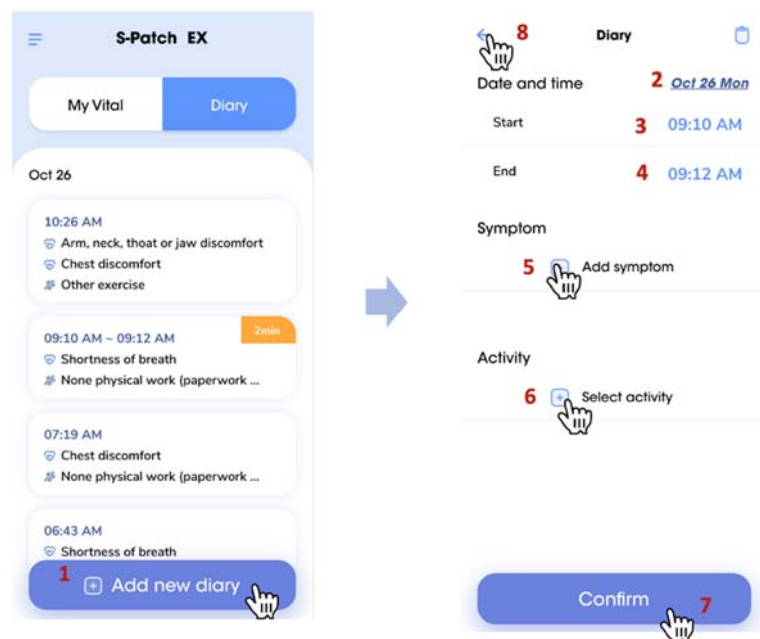 S-Patch EX
My Vital
Diary
Oct 26
10:26 AM
Arm, neck, thoat or jaw discomfort
Chest discomfort
Other exercise
09:10 AM ~ 09:12 AM
2min
Shortness of breath
None physical work (paperwork ...
07:19 AM
Chest discomfort
None physical work (paperwork ...
06:43 AM
Shortness of breath
1 Add new diary
8 Diary
Date and time 2 Oct 26 Mon
Start 3 09:10 AM
End 4 09:12 AM
Symptom
5 Add symptom
Activity
6 Select activity
Confirm 7